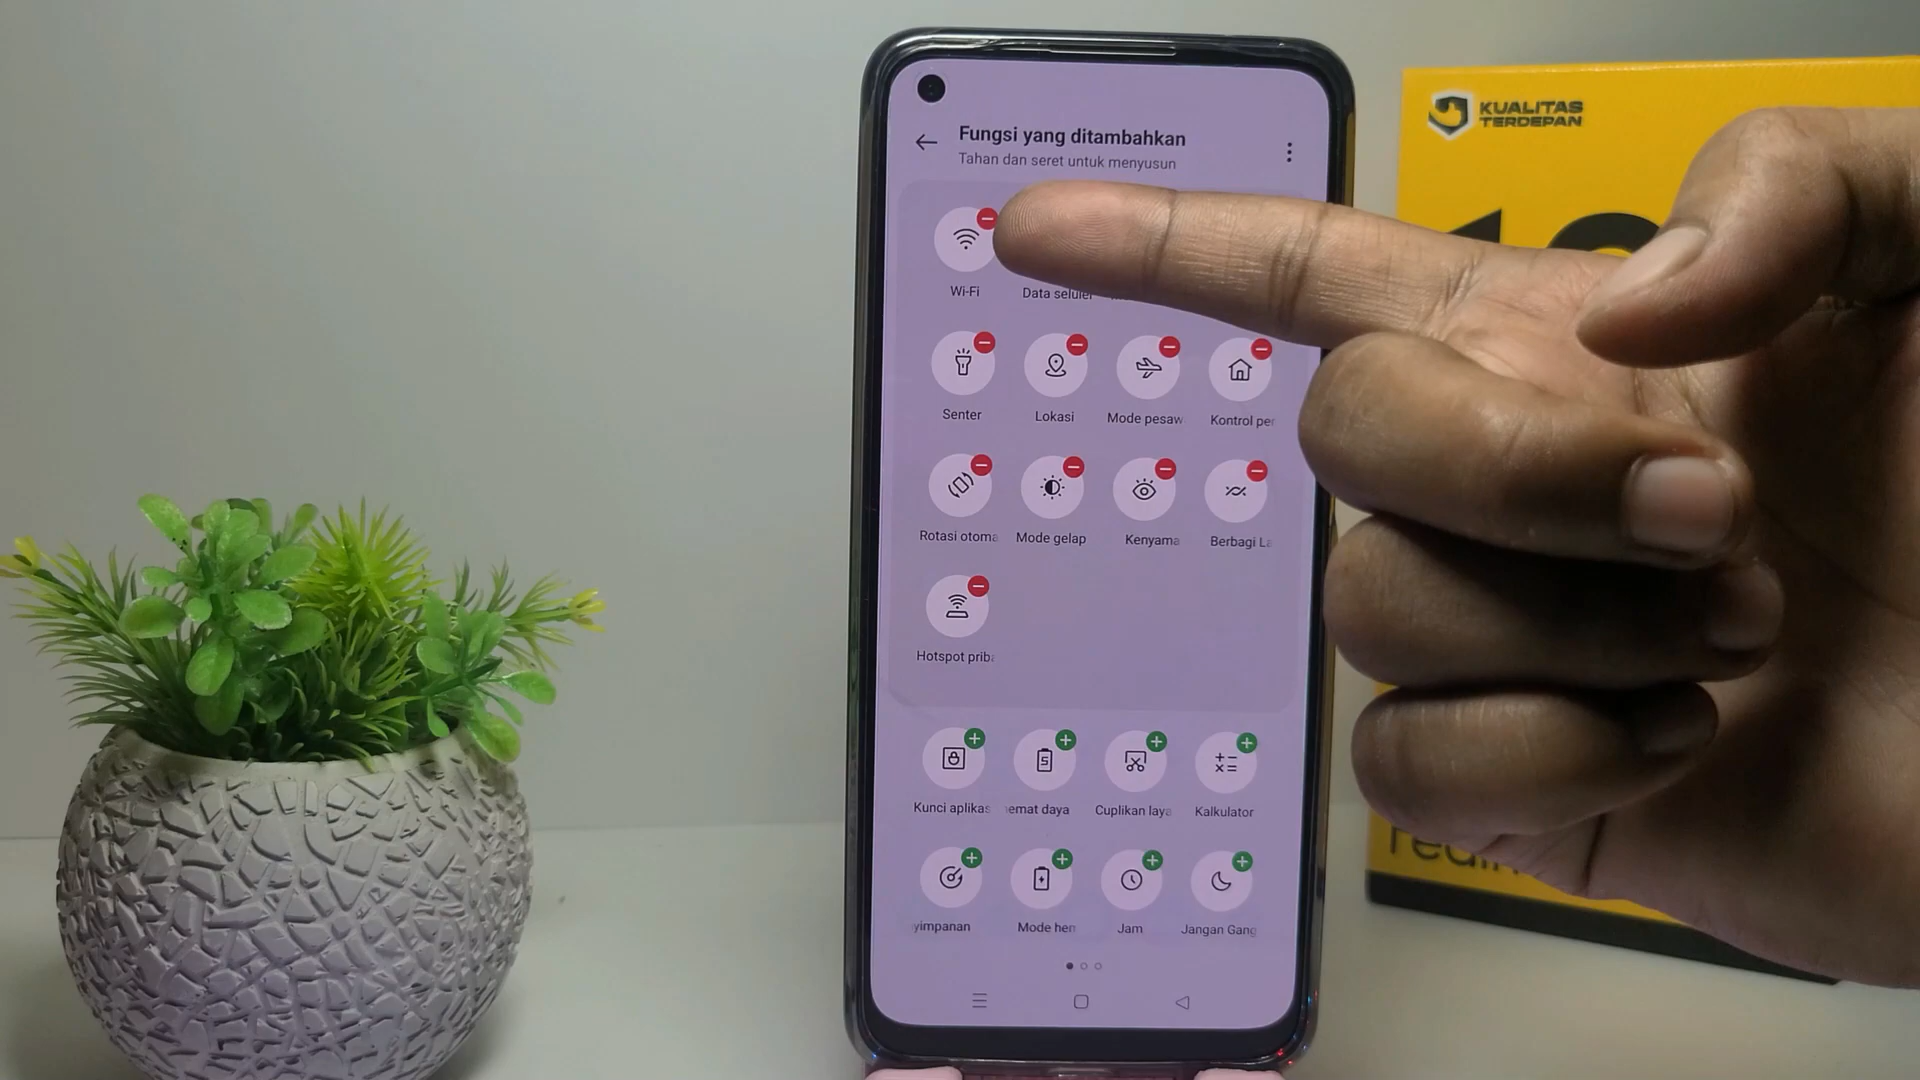 KUALITAS
TERDEPAN
Fungsi yang ditambahkan
Tahan dan seret untuk menyusun
Wi-Fi
Data seluler
Senter
Lokasi
Mode pesaw
Kontrol per
Rotasi otoma
Mode gelap
Kenyama
Berbagi La
Hotspot priba
Kunci aplikas
emat daya
Cuplikan laya
Kalkulator
yimpanan
Mode hem
Jam
Jangan Gang